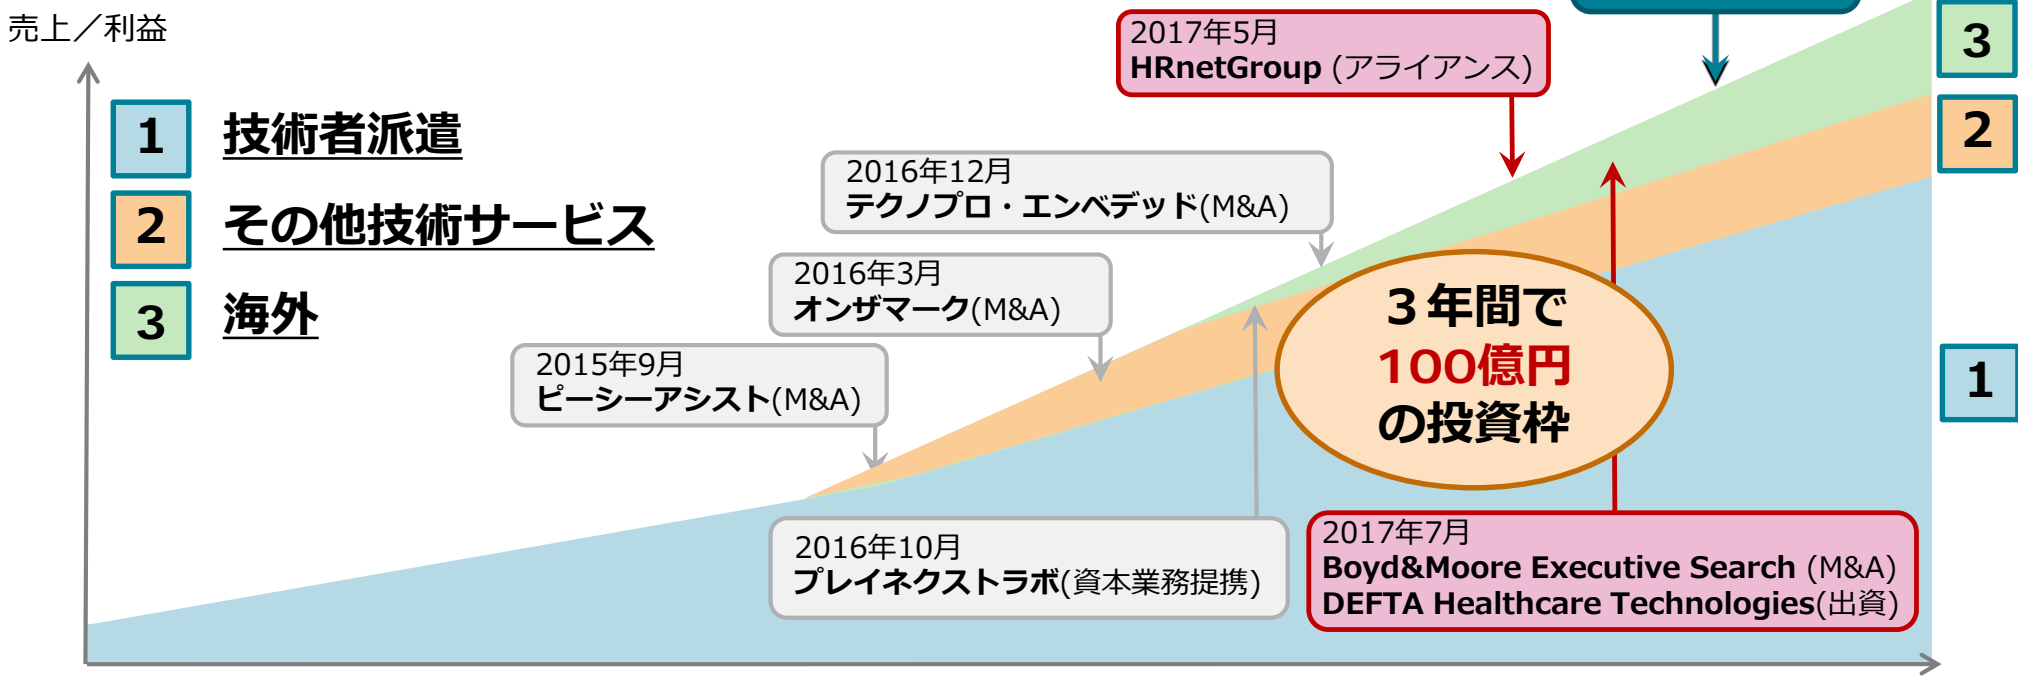 売上／利益
1 技術者派遣
2 その他技術サービス
3 海外
2015年9月
ピーシーアシスト(M&A)
2016年3月
オンザマーク(M&A)
2016年12月
テクノプロ・エンベデッド(M&A)
2017年5月
HRnetGroup (アライアンス)
2016年10月
プレイネクストラボ(資本業務提携)
３年間で
100億円
の投資枠
2017年7月
Boyd&Moore Executive Search (M&A)
DEFTA Healthcare Technologies(出資)
3
2
1